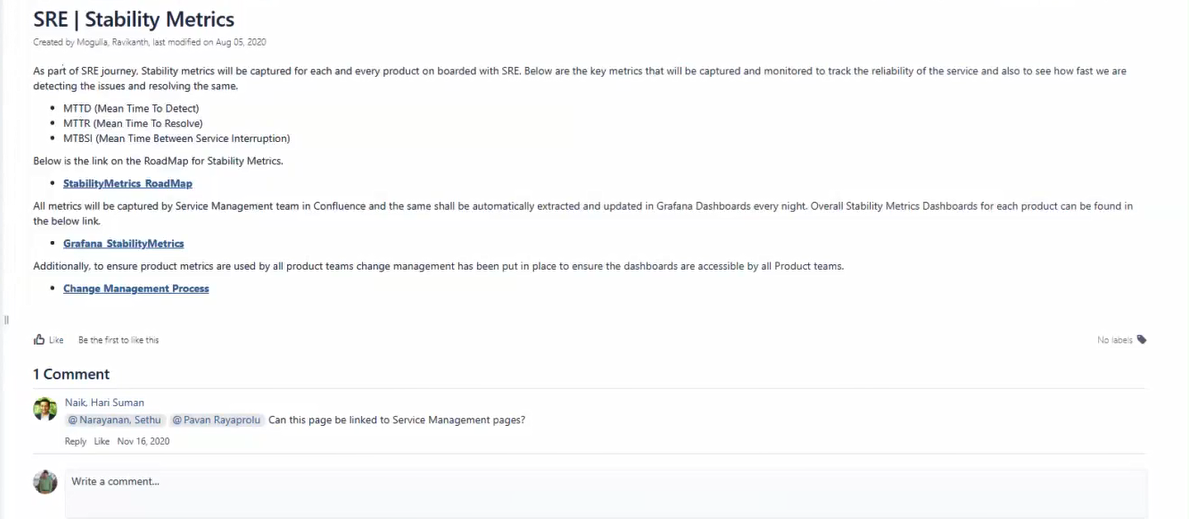 SRE | Stability Metrics
Created by Mogulla, Ravikanth, last modified on Aug 05, 2020
As part of SRE journey, Stability metrics will be captured for each and every product on boarded with SRE. Below are the key metrics that will be captured and monitored to track the reliability of the service and also to see how fast we are
detecting the issues and resolving the same.
• MTTD (Mean Time To Detect)
• MTTR (Mean Time To Resolve)
• MTBSI (Mean Time Between Service Interruption)
Below is the link on the RoadMap for Stability Metrics.
• StabilityMetrics RoadMap
All metrics will be captured by Service Management team in Confluence and the same shall be automatically extracted and updated in Grafana Dashboards every night. Overall Stability Metrics Dashboards for each product can be found in
the below link.
• Grafana StabilityMetrics
Additionally, to ensure product metrics are used by all product teams change management has been put in place to ensure the dashboards are accessible by all Product teams.
• Change Management Process
Like Be the first to like this No labels
1 Comment
Naik, Hari Suman
@Narayanan, Sethu @Pavan Rayaprolu Can this page be linked to Service Management pages?
Reply Like Nov 16, 2020
Write a comment...